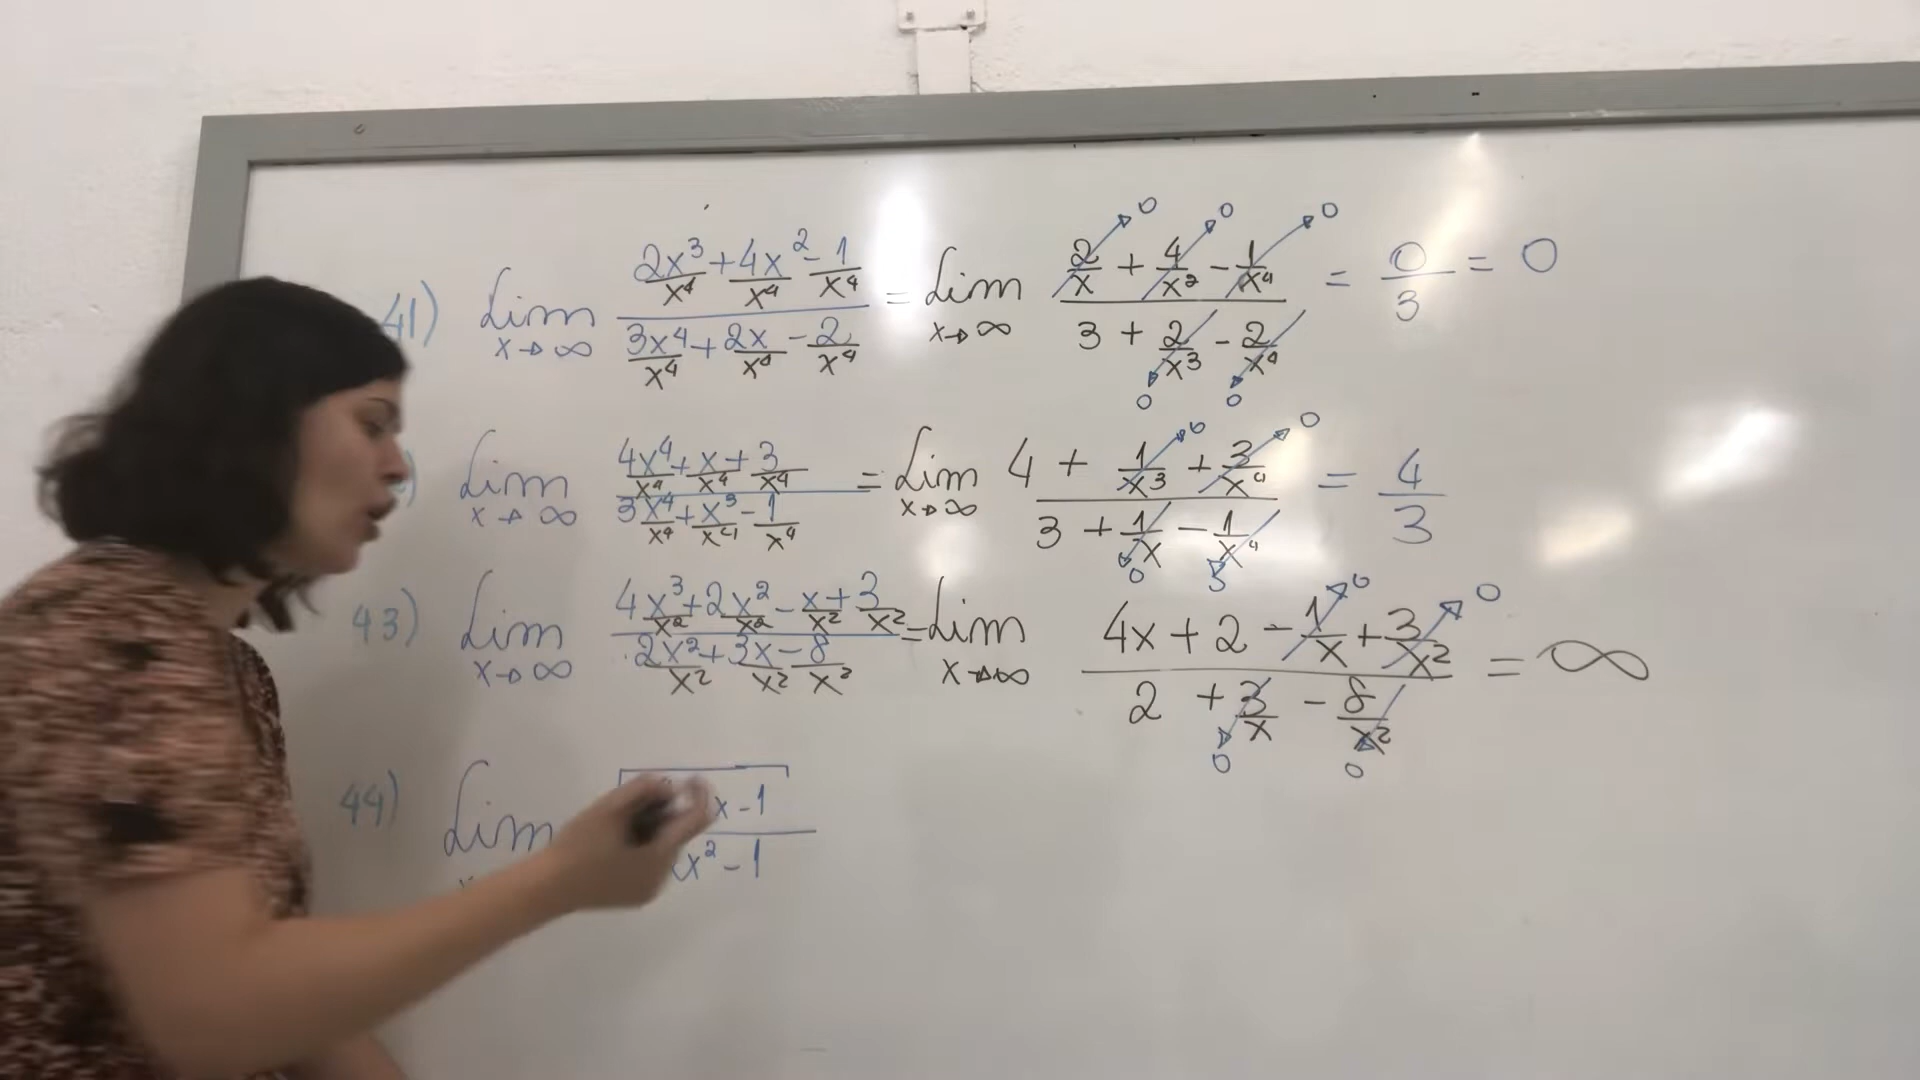 41) Lim x→∞ (2x³/x⁴ + 4x²/x⁴ - 1/x⁴) / (3x⁴/x⁴ + 2x/x⁴ - 2/x⁴) = Lim x→∞ (2/x + 4/x² - 1/x⁴) / (3 + 2/x³ - 2/x⁴) = 0/3 = 0
) Lim x→∞ (4x⁴/x⁴ + x/x⁴ + 3/x⁴) / (3x⁴/x⁴ + x³/x⁴ - 1/x⁴) = Lim x→∞ (4 + 1/x³ + 3/x⁴) / (3 + 1/x - 1/x⁴) = 4/3
43) Lim x→∞ (4x³/x² + 2x²/x² - x/x² + 3/x²) / (2x²/x² + 3x/x² - 8/x²) = Lim x→∞ (4x + 2 - 1/x + 3/x²) / (2 + 3/x - 8/x²) = ∞
44) Lim x - 1 / x² - 1